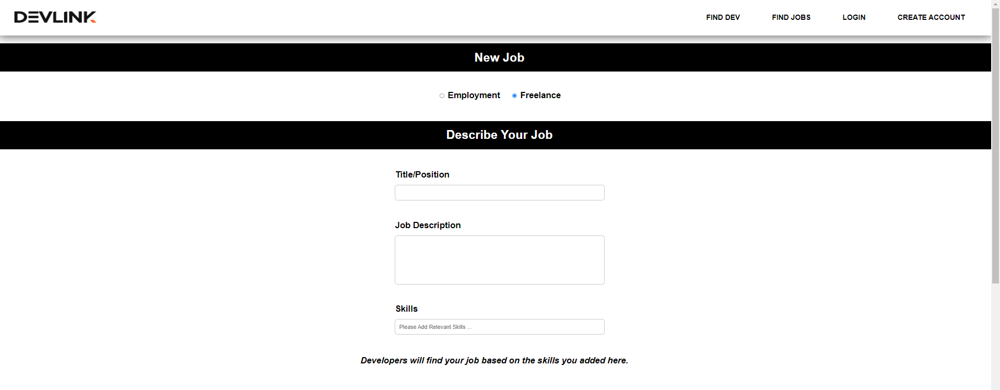 DEVLINK
FIND DEV FIND JOBS LOGIN CREATE ACCOUNT
New Job
Employment Freelance
Describe Your Job
Title/Position
Job Description
Skills
Please Add Relevant Skills ...
Developers will find your job based on the skills you added here.